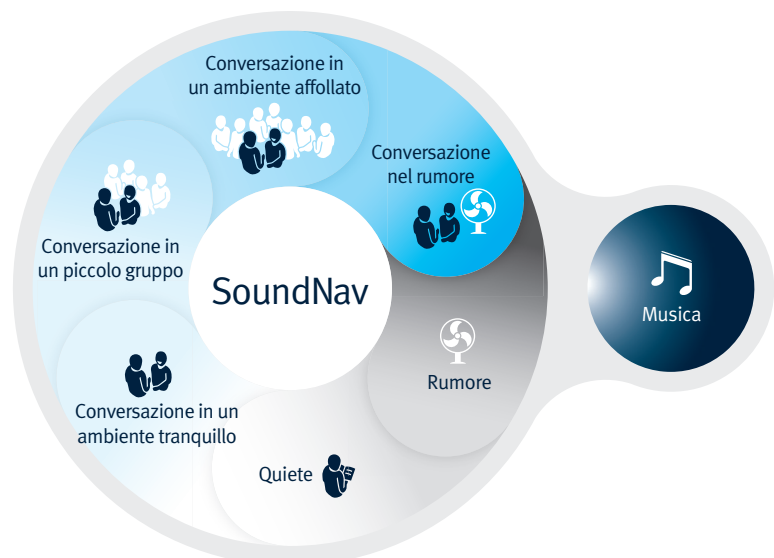 Conversazione in
un ambiente affollato
Conversazione
nel rumore
Conversazione in
un piccolo gruppo
SoundNav
Musica
Rumore
Conversazione in un
ambiente tranquillo
Quiete